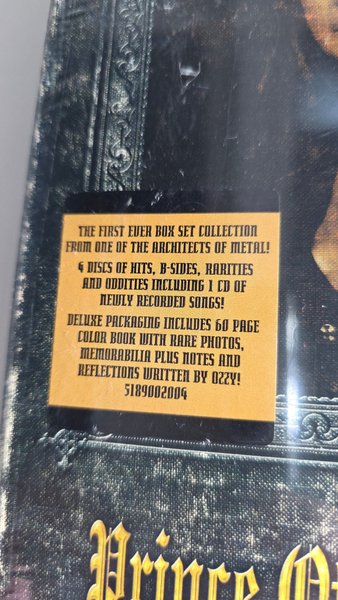 THE FIRST EVER BOX SET COLLECTION
FROM ONE OF THE ARCHITECTS OF METAL!
4 DISCS OF HITS, B-SIDES, RARITIES
AND ODDITIES INCLUDING 1 CD OF
NEWLY RECORDED SONGS!
DELUXE PACKAGING INCLUDES 60 PAGE
COLOR BOOK WITH RARE PHOTOS,
MEMORABILIA PLUS NOTES AND
REFLECTIONS WRITTEN BY OZZY!
5189002004
Prince O